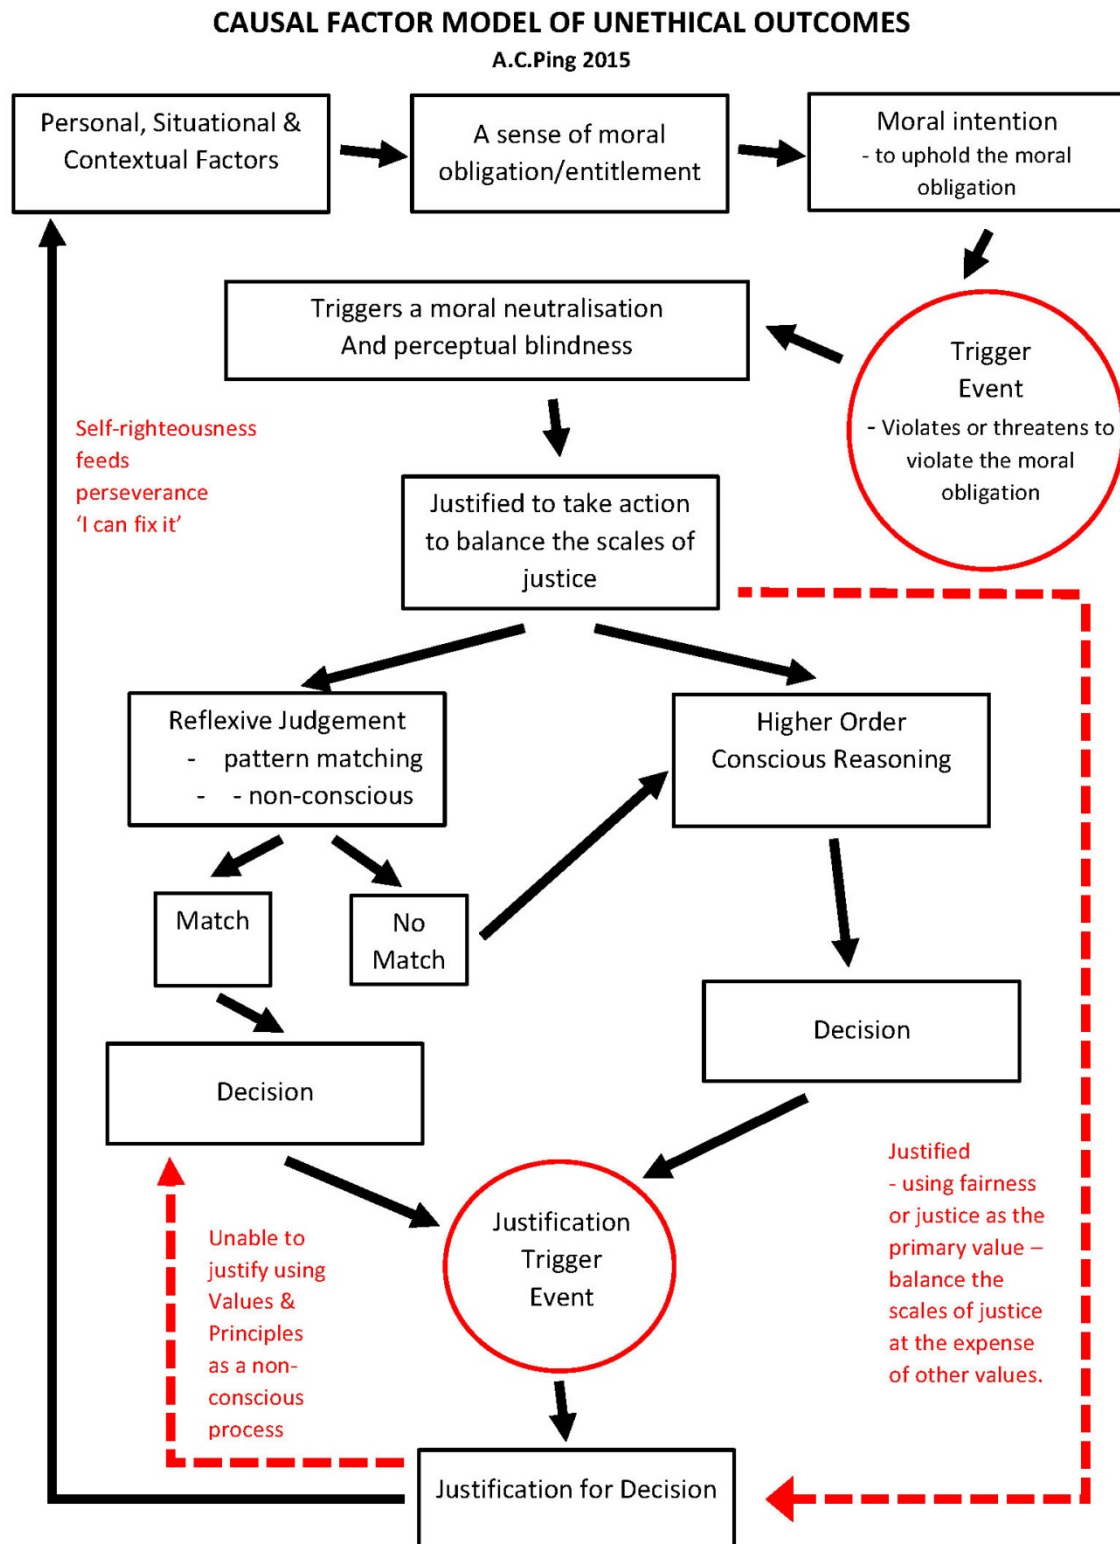 CAUSAL FACTOR MODEL OF UNETHICAL OUTCOMES
A.C.Ping 2015
Personal, Situational &
Contextual Factors
A sense of moral
obligation/entitlement
Moral intention
- to uphold the moral
obligation
Trigger
Event
- Violates or threatens to
violate the moral
obligation
Triggers a moral neutralisation
And perceptual blindness
Self-righteousness
feeds
perseverance
‘I can fix it’
Justified to take action
to balance the scales of
justice
Reflexive Judgement
- pattern matching
- - non-conscious
Higher Order
Conscious Reasoning
Match
No
Match
Decision
Decision
Justification
Trigger
Event
Unable to
justify using
Values &
Principles
as a non-
conscious
process
Justified
- using fairness
or justice as the
primary value –
balance the
scales of justice
at the expense
of other values.
Justification for Decision